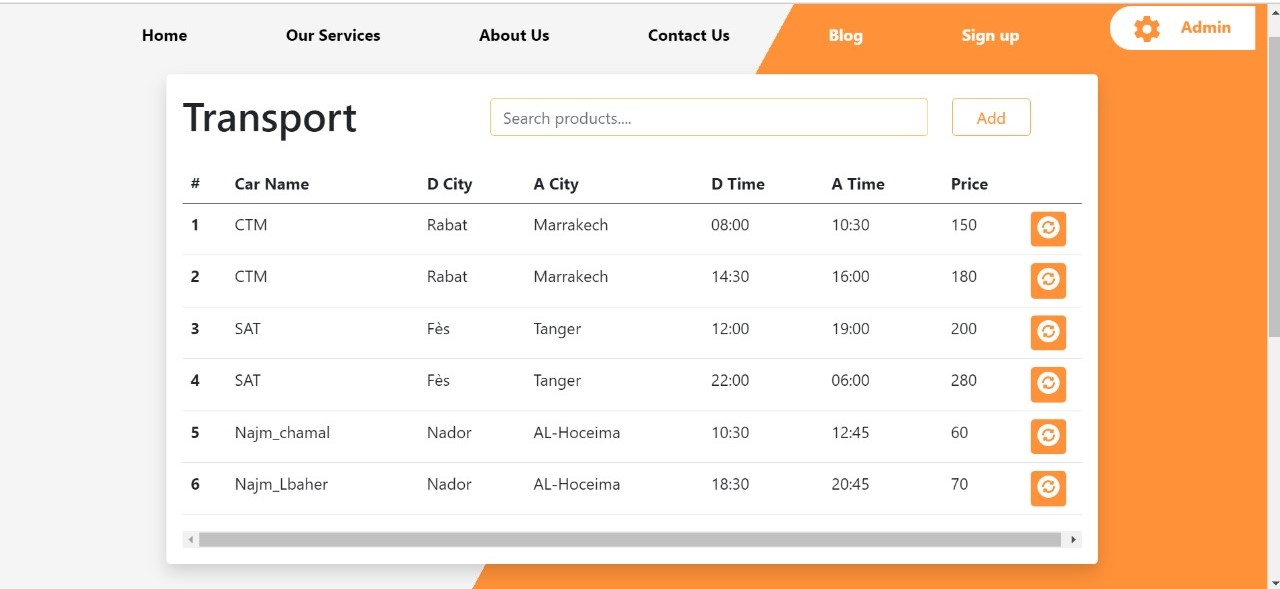 Home Our Services About Us Contact Us Blog Sign up Admin
Transport Search products.... Add
# Car Name D City A City D Time A Time Price
1 CTM Rabat Marrakech 08:00 10:30 150
2 CTM Rabat Marrakech 14:30 16:00 180
3 SAT Fès Tanger 12:00 19:00 200
4 SAT Fès Tanger 22:00 06:00 280
5 Najm_chamal Nador AL-Hoceima 10:30 12:45 60
6 Najm_Lbaher Nador AL-Hoceima 18:30 20:45 70